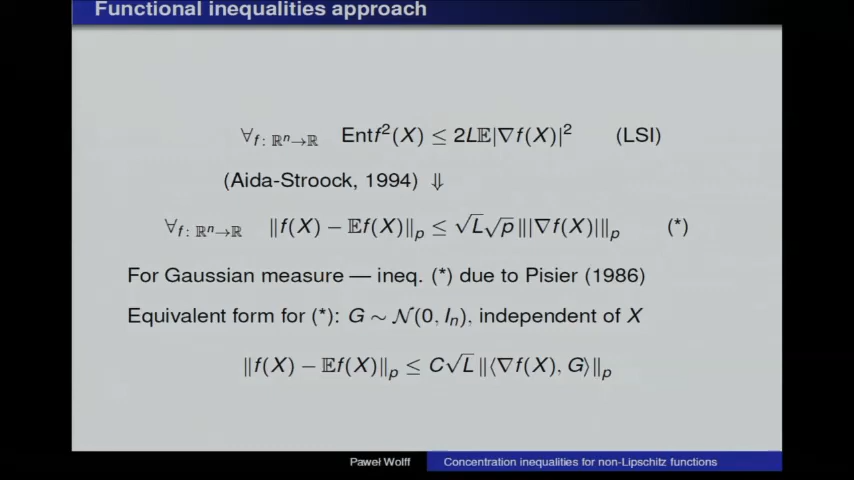 Functional inequalities approach
∀f: ℝⁿ→ℝ Entf²(X) ≤ 2L𝔼|∇f(X)|² (LSI)
(Aida-Stroock, 1994) ⇓
∀f: ℝⁿ→ℝ ‖f(X) − 𝔼f(X)‖p ≤ √L√p‖|∇f(X)|‖p (*)
For Gaussian measure — ineq. (*) due to Pisier (1986)
Equivalent form for (*): G ∼ 𝒩(0, Iₙ), independent of X
‖f(X) − 𝔼f(X)‖p ≤ C√L‖⟨∇f(X), G⟩‖p
Paweł Wolff Concentration inequalities for non-Lipschitz functions